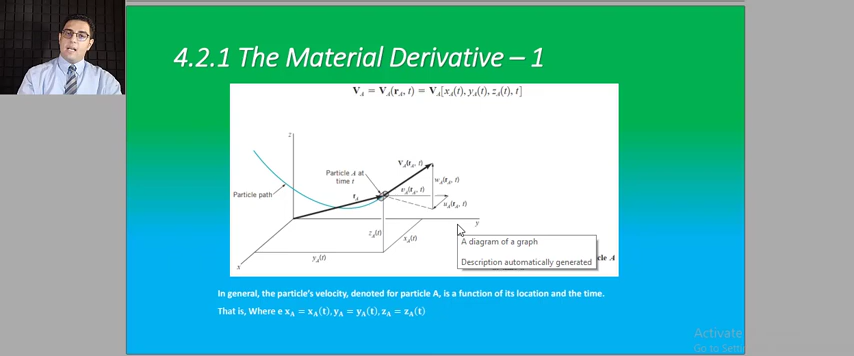 4.2.1 The Material Derivative – 1
V_A = V_A(r_A, t) = V_A[x_A(t), y_A(t), z_A(t), t]
z
V_A(r_A, t)
Particle A at
time t
w_A(r_A, t)
v_A(r_A, t)
Particle path
r_A
u_A(r_A, t)
y
z_A(t)
x_A(t)
A diagram of a graph
y_A(t)
cle A
Description automatically generated
x
In general, the particle's velocity, denoted for particle A, is a function of its location and the time.
That is, Where e x_A = x_A(t), y_A = y_A(t), z_A = z_A(t)
Activate
Go to Setti